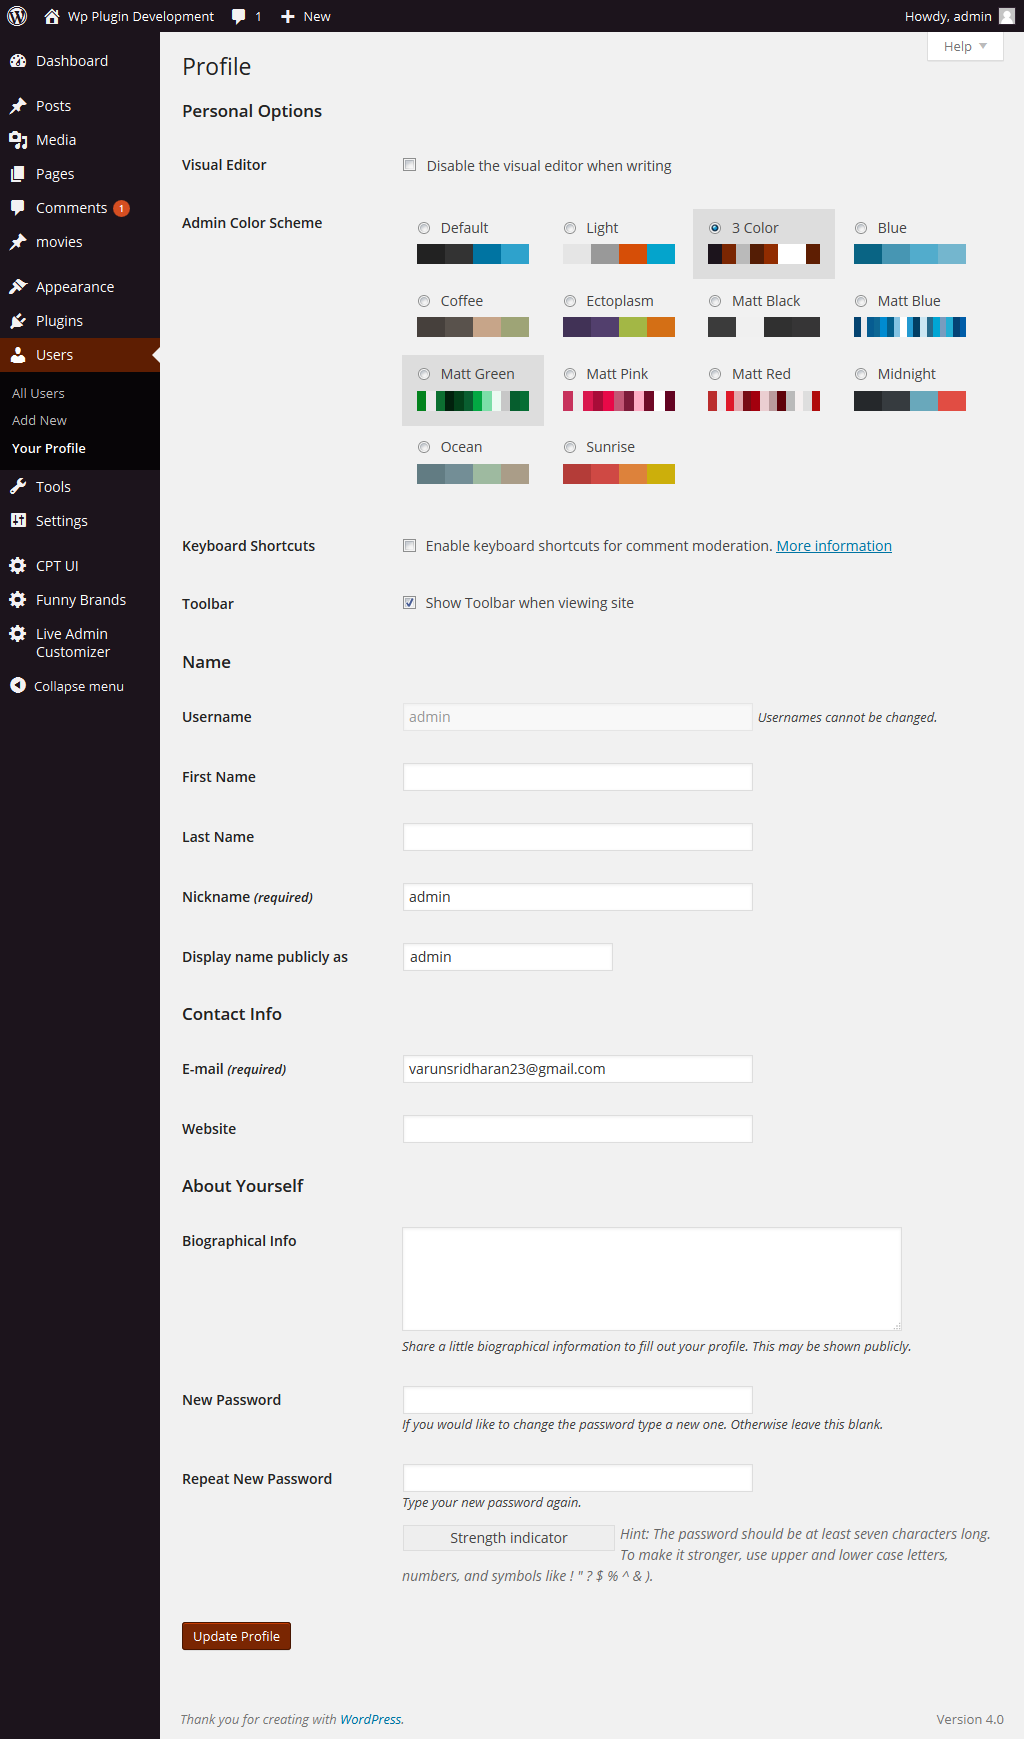 Wp Plugin Development 1 New Howdy, admin
Help
Dashboard
Posts
Media
Pages
Comments 1
movies
Appearance
Plugins
Users
All Users
Add New
Your Profile
Tools
Settings
CPT UI
Funny Brands
Live Admin
Customizer
Collapse menu
Profile
Personal Options
Visual Editor Disable the visual editor when writing
Admin Color Scheme Default Light 3 Color Blue
Coffee Ectoplasm Matt Black Matt Blue
Matt Green Matt Pink Matt Red Midnight
Ocean Sunrise
Keyboard Shortcuts Enable keyboard shortcuts for comment moderation. More information
Toolbar Show Toolbar when viewing site
Name
Username admin Usernames cannot be changed.
First Name
Last Name
Nickname (required) admin
Display name publicly as admin
Contact Info
E-mail (required) varunsridharan23@gmail.com
Website
About Yourself
Biographical Info
Share a little biographical information to fill out your profile. This may be shown publicly.
New Password
If you would like to change the password type a new one. Otherwise leave this blank.
Repeat New Password
Type your new password again.
Strength indicator Hint: The password should be at least seven characters long.
To make it stronger, use upper and lower case letters,
numbers, and symbols like ! " ? $ % ^ & ).
Update Profile
Thank you for creating with WordPress. Version 4.0